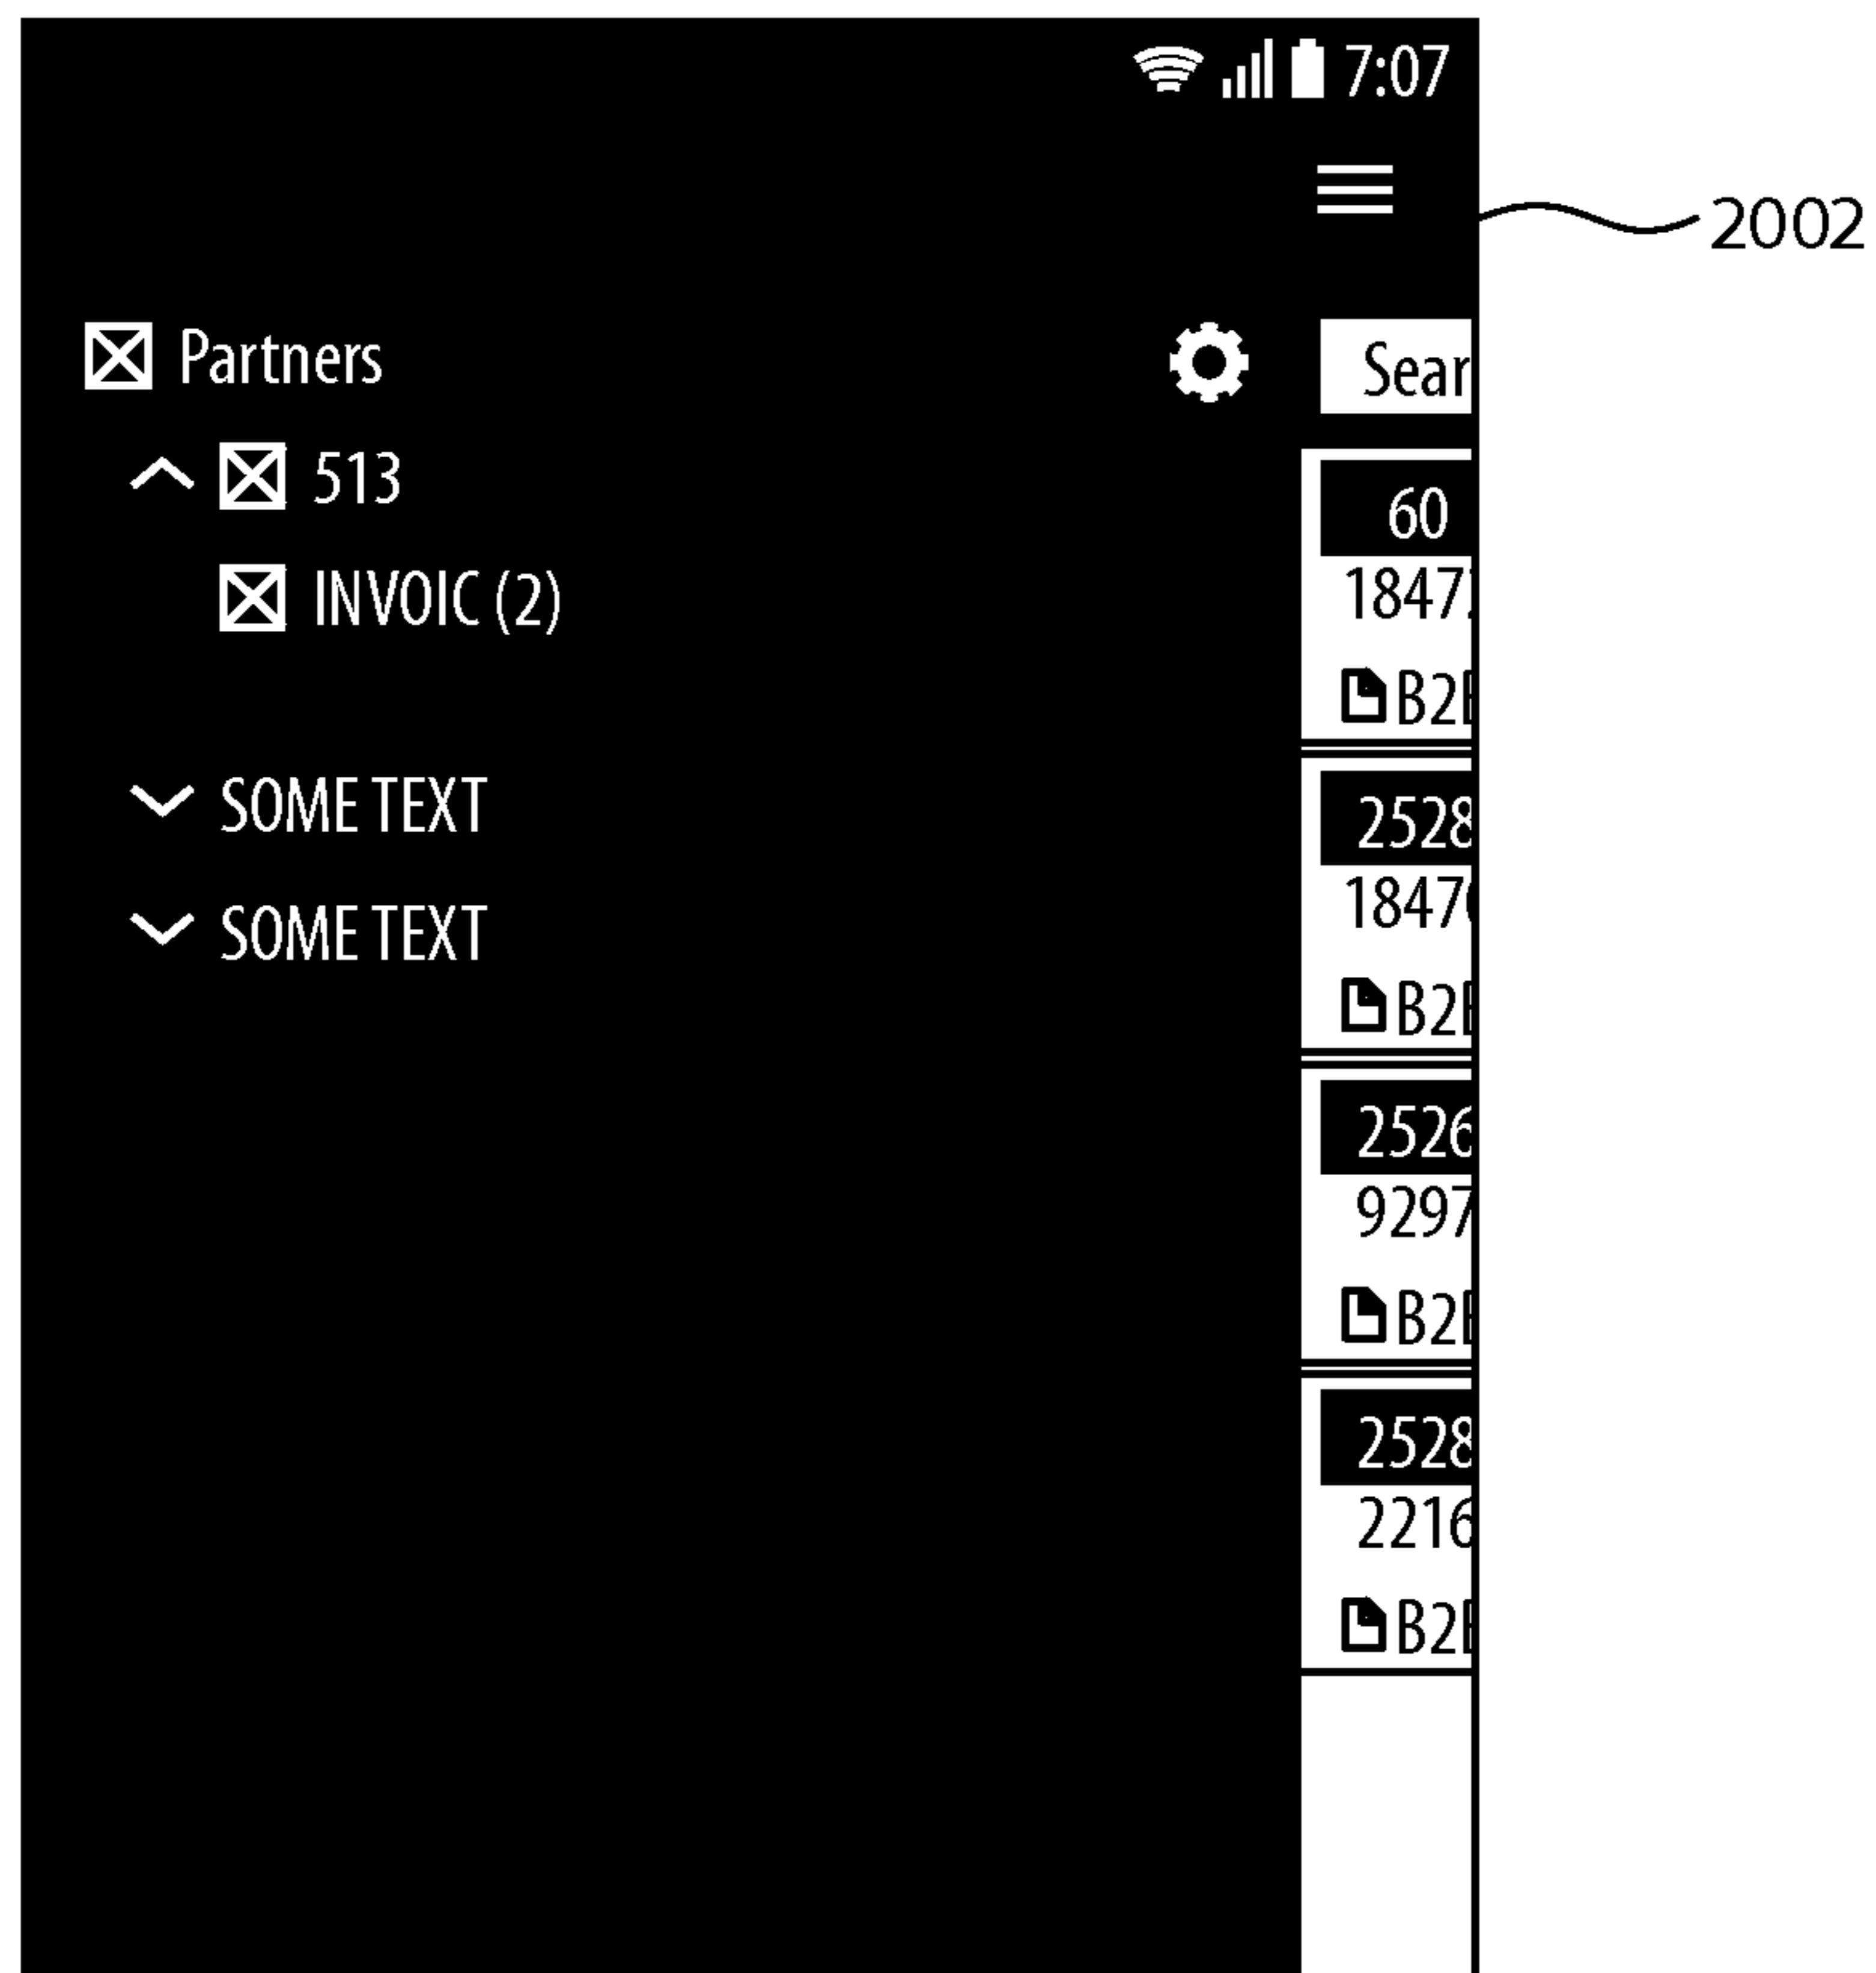 7:07
2002
Partners
Sear
513
60
INVOIC (2)
1847
B2
SOME TEXT
2528
1847
SOME TEXT
B2
2526
9297
B2
2528
2216
B2